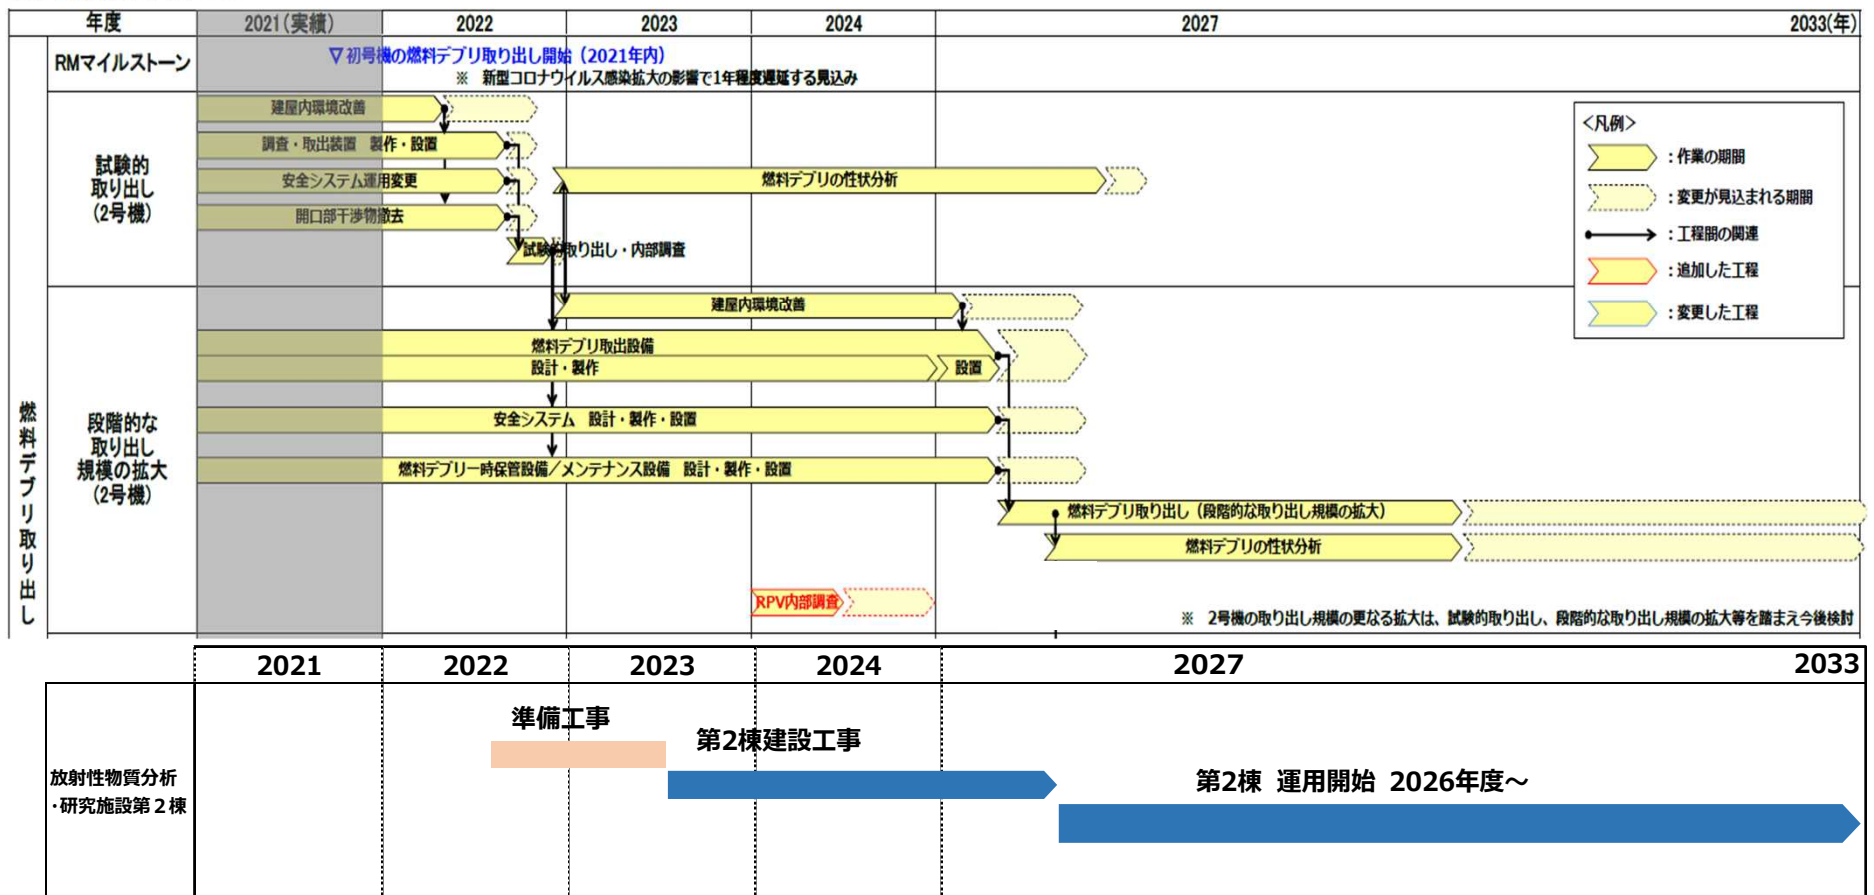 年度 2021(実績) 2022 2023 2024 2027 2033(年)
RMマイルストーン
▽初号機の燃料デブリ取り出し開始（2021年内）
※ 新型コロナウイルス感染拡大の影響で1年程度遅延する見込み
燃料デブリ取り出し
試験的
取り出し
(2号機)
建屋内環境改善
調査・取出装置 製作・設置
安全システム運用変更
開口部干渉物撤去
試験的取り出し・内部調査
燃料デブリの性状分析
<凡例>
：作業の期間
：変更が見込まれる期間
：工程間の関連
：追加した工程
：変更した工程
段階的な
取り出し
規模の拡大
(2号機)
建屋内環境改善
燃料デブリ取出設備
設計・製作
設置
安全システム 設計・製作・設置
燃料デブリ一時保管設備/メンテナンス設備 設計・製作・設置
燃料デブリ取り出し（段階的な取り出し規模の拡大）
燃料デブリの性状分析
RPV内部調査
※ 2号機の取り出し規模の更なる拡大は、試験的取り出し、段階的な取り出し規模の拡大等を踏まえ今後検討
2021 2022 2023 2024 2027 2033
放射性物質分析
・研究施設第２棟
準備工事
第2棟建設工事
第2棟 運用開始 2026年度～